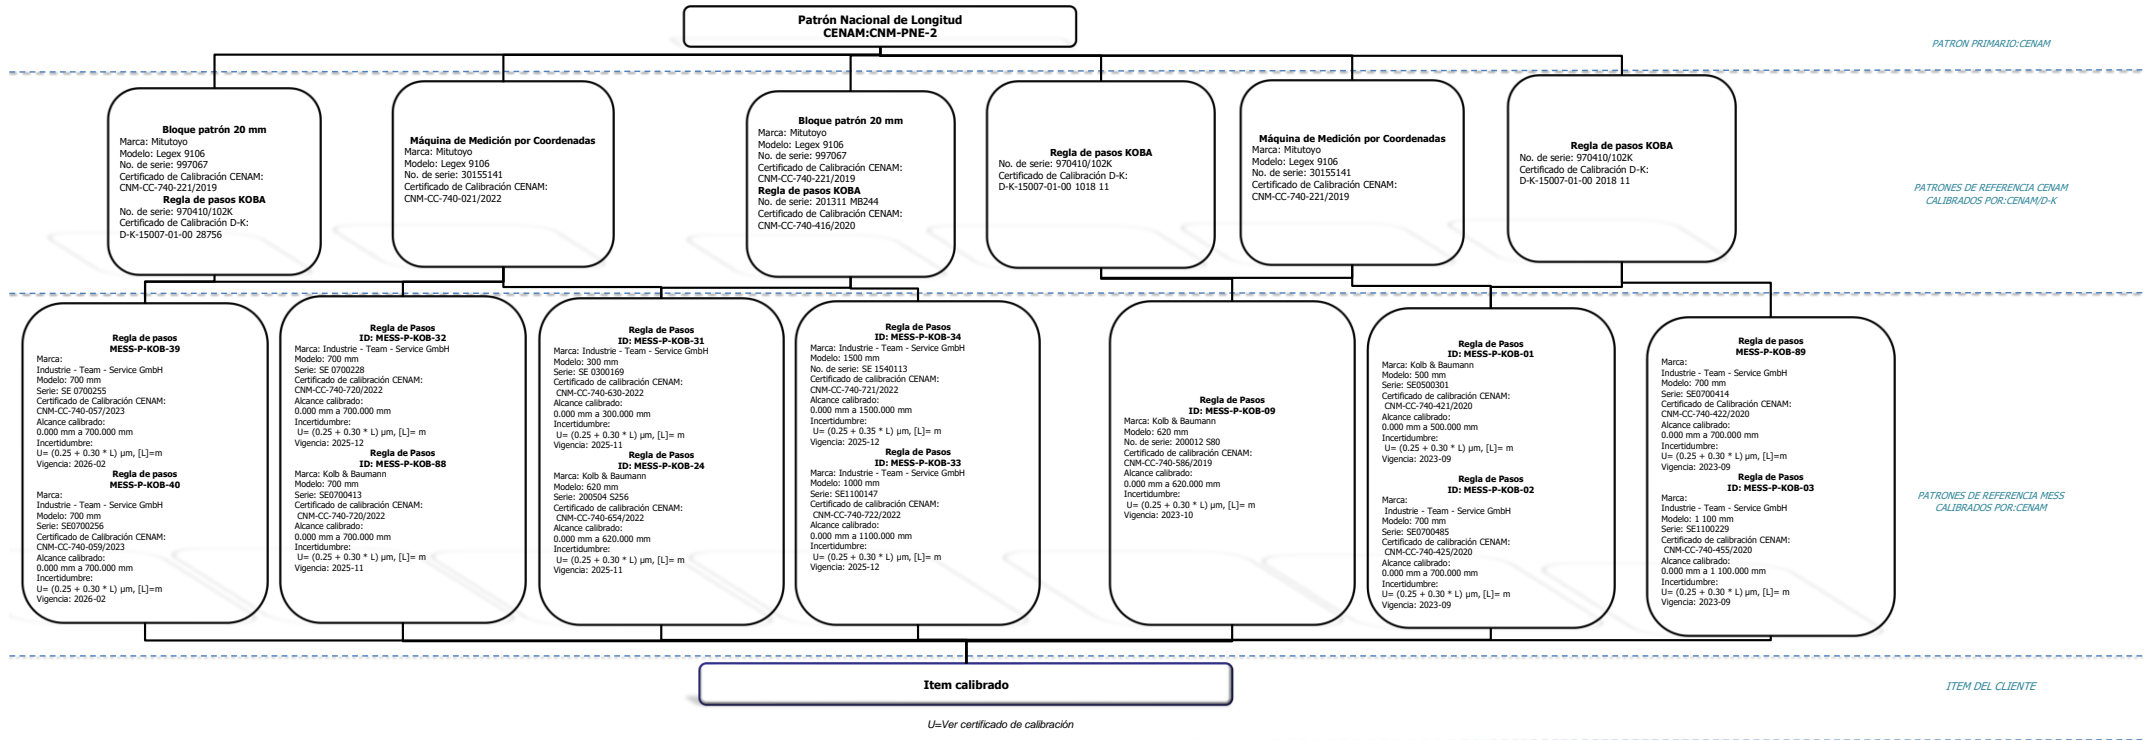 Patrón Nacional de Longitud
CENAM:CNM-PNE-2
PATRON PRIMARIO:CENAM
Bloque patrón 20 mm
Marca: Mitutoyo
Modelo: Legex 9106
No. de serie: 997067
Certificado de Calibración CENAM:
CNM-CC-740-221/2019
Regla de pasos KOBA
No. de serie: 970410/102K
Certificado de Calibración D-K:
D-K-15007-01-00 28756
Máquina de Medición por Coordenadas
Marca: Mitutoyo
Modelo: Legex 9106
No. de serie: 30155141
Certificado de Calibración CENAM:
CNM-CC-740-021/2022
Bloque patrón 20 mm
Marca: Mitutoyo
Modelo: Legex 9106
No. de serie: 997067
Certificado de Calibración CENAM:
CNM-CC-740-221/2019
Regla de pasos KOBA
No. de serie: 201311 MB244
Certificado de Calibración CENAM:
CNM-CC-740-416/2020
Regla de pasos KOBA
No. de serie: 970410/102K
Certificado de Calibración D-K:
D-K-15007-01-00 1018 11
Máquina de Medición por Coordenadas
Marca: Mitutoyo
Modelo: Legex 9106
No. de serie: 30155141
Certificado de Calibración CENAM:
CNM-CC-740-221/2019
Regla de pasos KOBA
No. de serie: 970410/102K
Certificado de Calibración D-K:
D-K-15007-01-00 2018 11
PATRONES DE REFERENCIA CENAM
CALIBRADOS POR:CENAM/D-K
Regla de pasos
MESS-P-KOB-39
Marca:
Industrie - Team - Service GmbH
Modelo: 700 mm
Serie: SE 0700255
Certificado de Calibración CENAM:
CNM-CC-740-057/2023
Alcance calibrado:
0.000 mm a 700.000 mm
Incertidumbre:
U= (0.25 + 0.30 * L) µm, [L]=m
Vigencia: 2026-02
Regla de pasos
MESS-P-KOB-40
Marca:
Industrie - Team - Service GmbH
Modelo: 700 mm
Serie: SE0700256
Certificado de Calibración CENAM:
CNM-CC-740-059/2023
Alcance calibrado:
0.000 mm a 700.000 mm
Incertidumbre:
U= (0.25 + 0.30 * L) µm, [L]=m
Vigencia: 2026-02
Regla de Pasos
ID: MESS-P-KOB-32
Marca: Industrie - Team - Service GmbH
Modelo: 700 mm
Serie: SE 0700228
Certificado de calibración CENAM:
CNM-CC-740-720/2022
Alcance calibrado:
0.000 mm a 700.000 mm
Incertidumbre:
U= (0.25 + 0.30 * L) µm, [L]= m
Vigencia: 2025-12
Regla de Pasos
ID: MESS-P-KOB-88
Marca: Kolb & Baumann
Modelo: 700 mm
Serie: SE0700413
Certificado de calibración CENAM:
CNM-CC-740-720/2022
Alcance calibrado:
0.000 mm a 700.000 mm
Incertidumbre:
U= (0.25 + 0.30 * L) µm, [L]= m
Vigencia: 2025-11
Regla de Pasos
ID: MESS-P-KOB-31
Marca: Industrie - Team - Service GmbH
Modelo: 300 mm
Serie: SE 0300169
Certificado de calibración CENAM:
CNM-CC-740-630-2022
Alcance calibrado:
0.000 mm a 300.000 mm
Incertidumbre:
U= (0.25 + 0.30 * L) µm, [L]= m
Vigencia: 2025-11
Regla de Pasos
ID: MESS-P-KOB-24
Marca: Kolb & Baumann
Modelo: 620 mm
Serie: 200504 S256
Certificado de calibración CENAM:
CNM-CC-740-654/2022
Alcance calibrado:
0.000 mm a 620.000 mm
Incertidumbre:
U= (0.25 + 0.30 * L) µm, [L]= m
Vigencia: 2025-11
Regla de Pasos
ID: MESS-P-KOB-34
Marca: Industrie - Team - Service GmbH
Modelo: 1500 mm
No. de serie: SE 1540113
Certificado de calibración CENAM:
CNM-CC-740-721/2022
Alcance calibrado:
0.000 mm a 1500.000 mm
Incertidumbre:
U= (0.25 + 0.35 * L) µm, [L]= m
Vigencia: 2025-12
Regla de Pasos
ID: MESS-P-KOB-33
Marca: Industrie - Team - Service GmbH
Modelo: 1000 mm
Serie: SE1100147
Certificado de calibración CENAM:
CNM-CC-740-722/2022
Alcance calibrado:
0.000 mm a 1100.000 mm
Incertidumbre:
U= (0.25 + 0.30 * L) µm, [L]= m
Vigencia: 2025-12
Regla de Pasos
ID: MESS-P-KOB-09
Marca: Kolb & Baumann
Modelo: 620 mm
No. de serie: 200012 S80
Certificado de calibración CENAM:
CNM-CC-740-586/2019
Alcance calibrado:
0.000 mm a 620.000 mm
Incertidumbre:
U= (0.25 + 0.30 * L) µm, [L]= m
Vigencia: 2023-10
Regla de Pasos
ID: MESS-P-KOB-01
Marca: Kolb & Baumann
Modelo: 500 mm
Serie: SE0500301
Certificado de calibración CENAM:
CNM-CC-740-421/2020
Alcance calibrado:
0.000 mm a 500.000 mm
Incertidumbre:
U= (0.25 + 0.30 * L) µm, [L]= m
Vigencia: 2023-09
Regla de Pasos
ID: MESS-P-KOB-02
Marca:
Industrie - Team - Service GmbH
Modelo: 700 mm
Serie: SE0700485
Certificado de calibración CENAM:
CNM-CC-740-425/2020
Alcance calibrado:
0.000 mm a 700.000 mm
Incertidumbre:
U= (0.25 + 0.30 * L) µm, [L]= m
Vigencia: 2023-09
Regla de pasos
MESS-P-KOB-89
Marca:
Industrie - Team - Service GmbH
Modelo: 700 mm
Serie: SE0700414
Certificado de Calibración CENAM:
CNM-CC-740-422/2020
Alcance calibrado:
0.000 mm a 700.000 mm
Incertidumbre:
U= (0.25 + 0.30 * L) µm, [L]=m
Vigencia: 2023-09
Regla de Pasos
ID: MESS-P-KOB-03
Marca:
Industrie - Team - Service GmbH
Modelo: 1 100 mm
Serie: SE1100229
Certificado de calibración CENAM:
CNM-CC-740-455/2020
Alcance calibrado:
0.000 mm a 1 100.000 mm
Incertidumbre:
U= (0.25 + 0.30 * L) µm, [L]= m
Vigencia: 2023-09
PATRONES DE REFERENCIA MESS
CALIBRADOS POR:CENAM
Item calibrado
ITEM DEL CLIENTE
U=Ver certificado de calibración